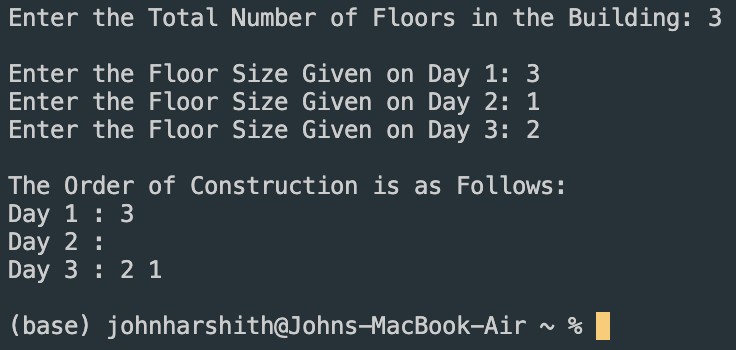 Enter the Total Number of Floors in the Building: 3
Enter the Floor Size Given on Day 1: 3
Enter the Floor Size Given on Day 2: 1
Enter the Floor Size Given on Day 3: 2
The Order of Construction is as Follows:
Day 1 : 3
Day 2 :
Day 3 : 2 1
(base) johnharshith@Johns-MacBook-Air ~ %